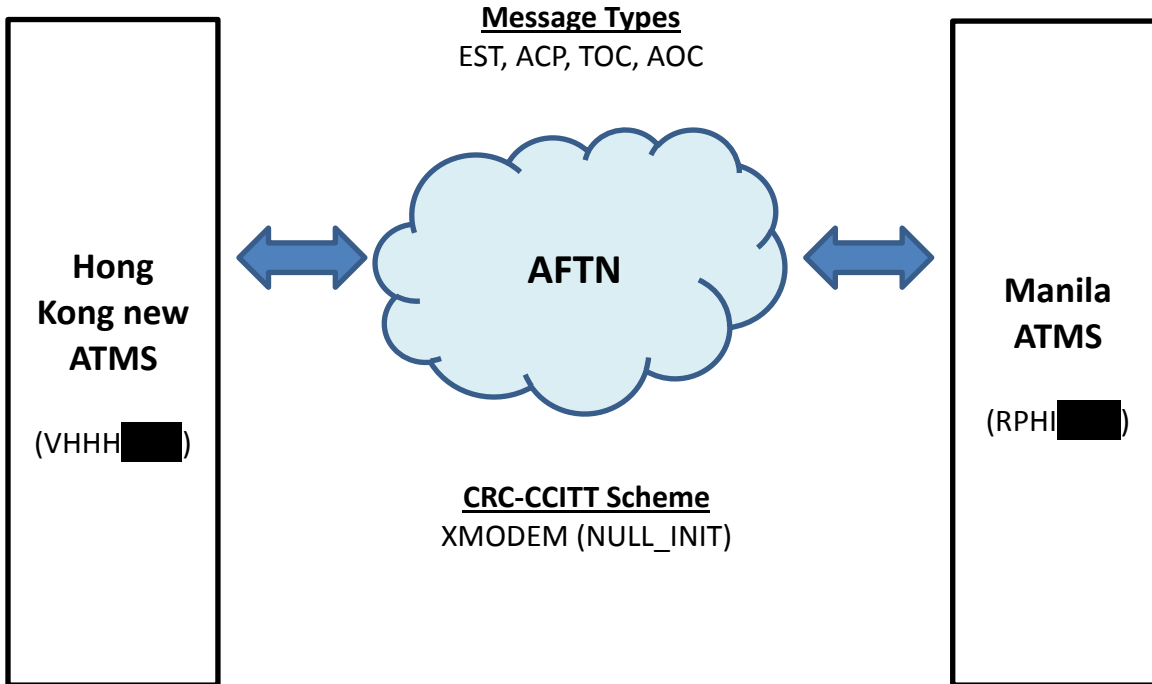 Message Types
EST, ACP, TOC, AOC
Hong
Kong new
ATMS
(VHHH )
AFTN
Manila
ATMS
(RPHI )
CRC-CCITT Scheme
XMODEM (NULL_INIT)